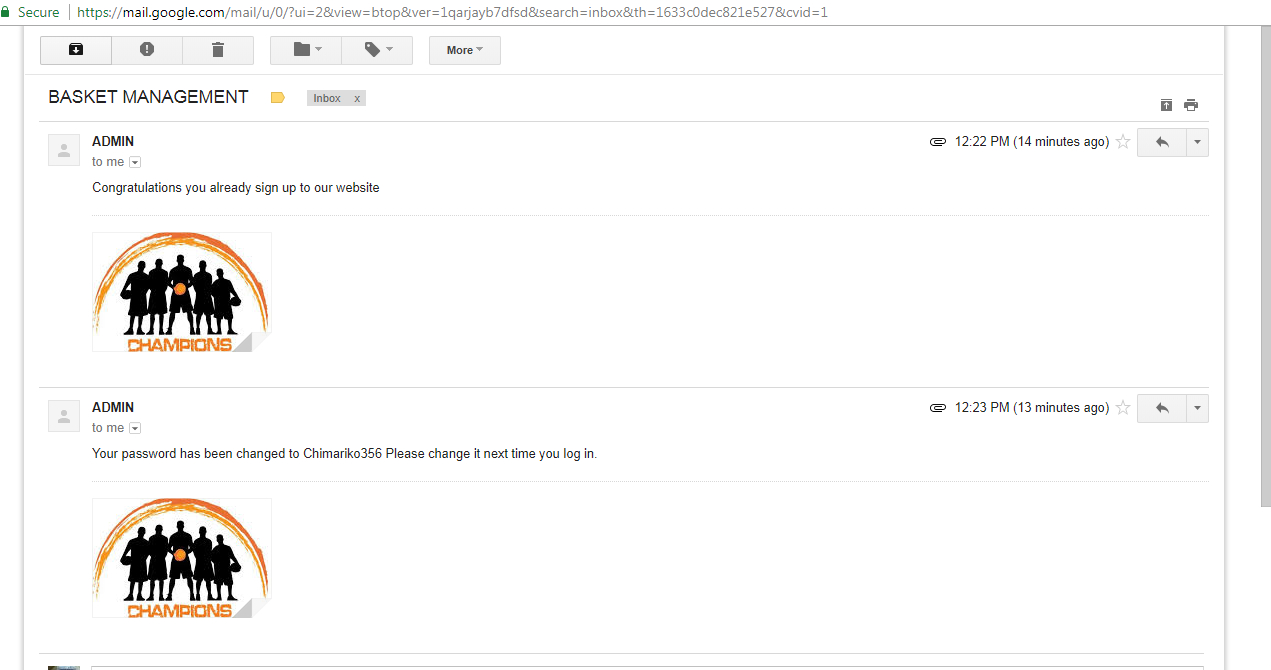 Secure https://mail.google.com/mail/u/0/?ui=2&view=btop&ver=1qarjayb7dfsd&search=inbox&th=1633c0dec821e527&cvid=1
More
BASKET MANAGEMENT Inbox x
ADMIN 12:22 PM (14 minutes ago)
to me
Congratulations you already sign up to our website
CHAMPIONS
ADMIN 12:23 PM (13 minutes ago)
to me
Your password has been changed to Chimariko356 Please change it next time you log in.
CHAMPIONS